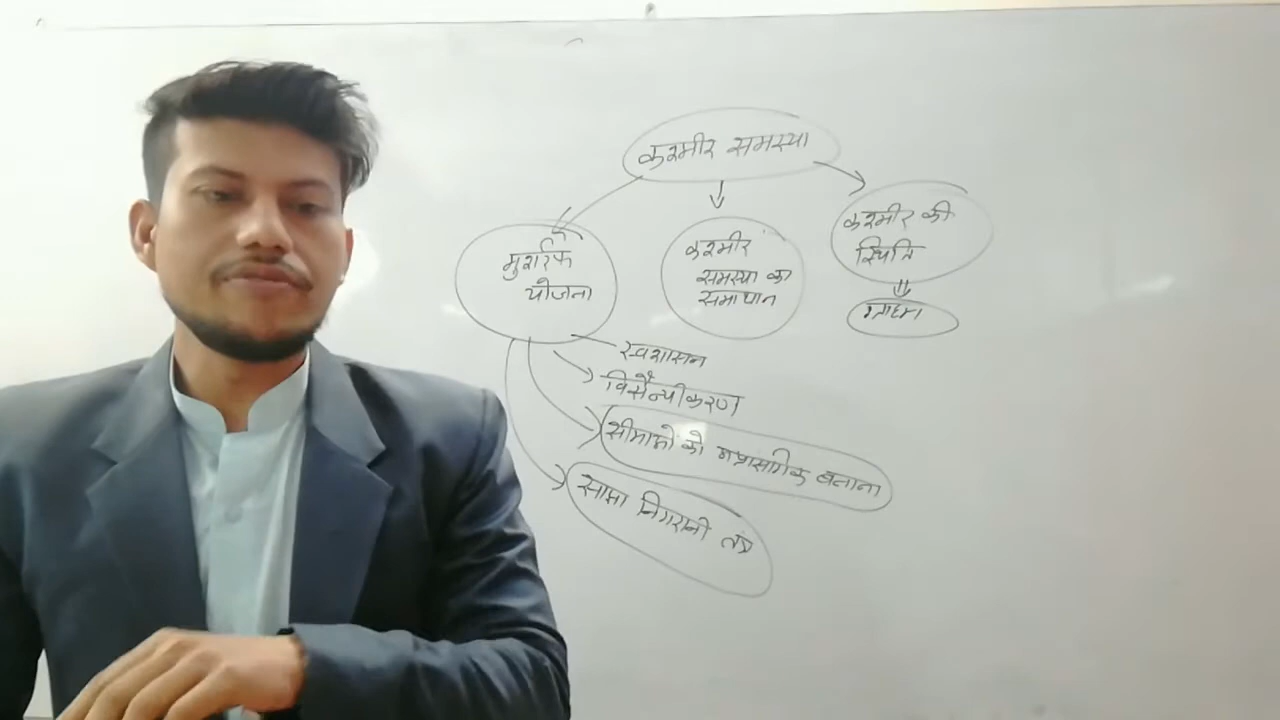 कश्मीर समस्या
मुशर्रफ
योजना
कश्मीर
समस्या का
समाधान
कश्मीर की
स्थिति
स्वशासन
विसैन्यीकरण
सीमाओ को अप्रासांगिक बनाना
साझा निगरानी तंत्र